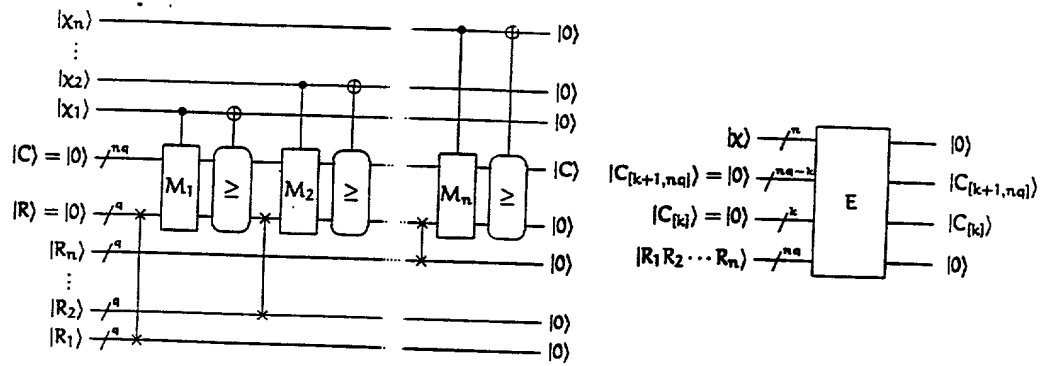 |χn⟩ ··· |0⟩
⋮
|χ2⟩ ··· |0⟩
|χ1⟩ ··· |0⟩
|C⟩ = |0⟩ nq M1 ≥ M2 ≥ ··· Mn ≥ |C⟩
|R⟩ = |0⟩ q ··· |0⟩
|Rn⟩ q ··· |0⟩
⋮
|R2⟩ q ··· |0⟩
|R1⟩ q ··· |0⟩
|χ⟩ n |0⟩
|C[k+1,nq]⟩ = |0⟩ nq−k E |C[k+1,nq]⟩
|C[k]⟩ = |0⟩ k |C[k]⟩
|R1R2 ··· Rn⟩ nq |0⟩